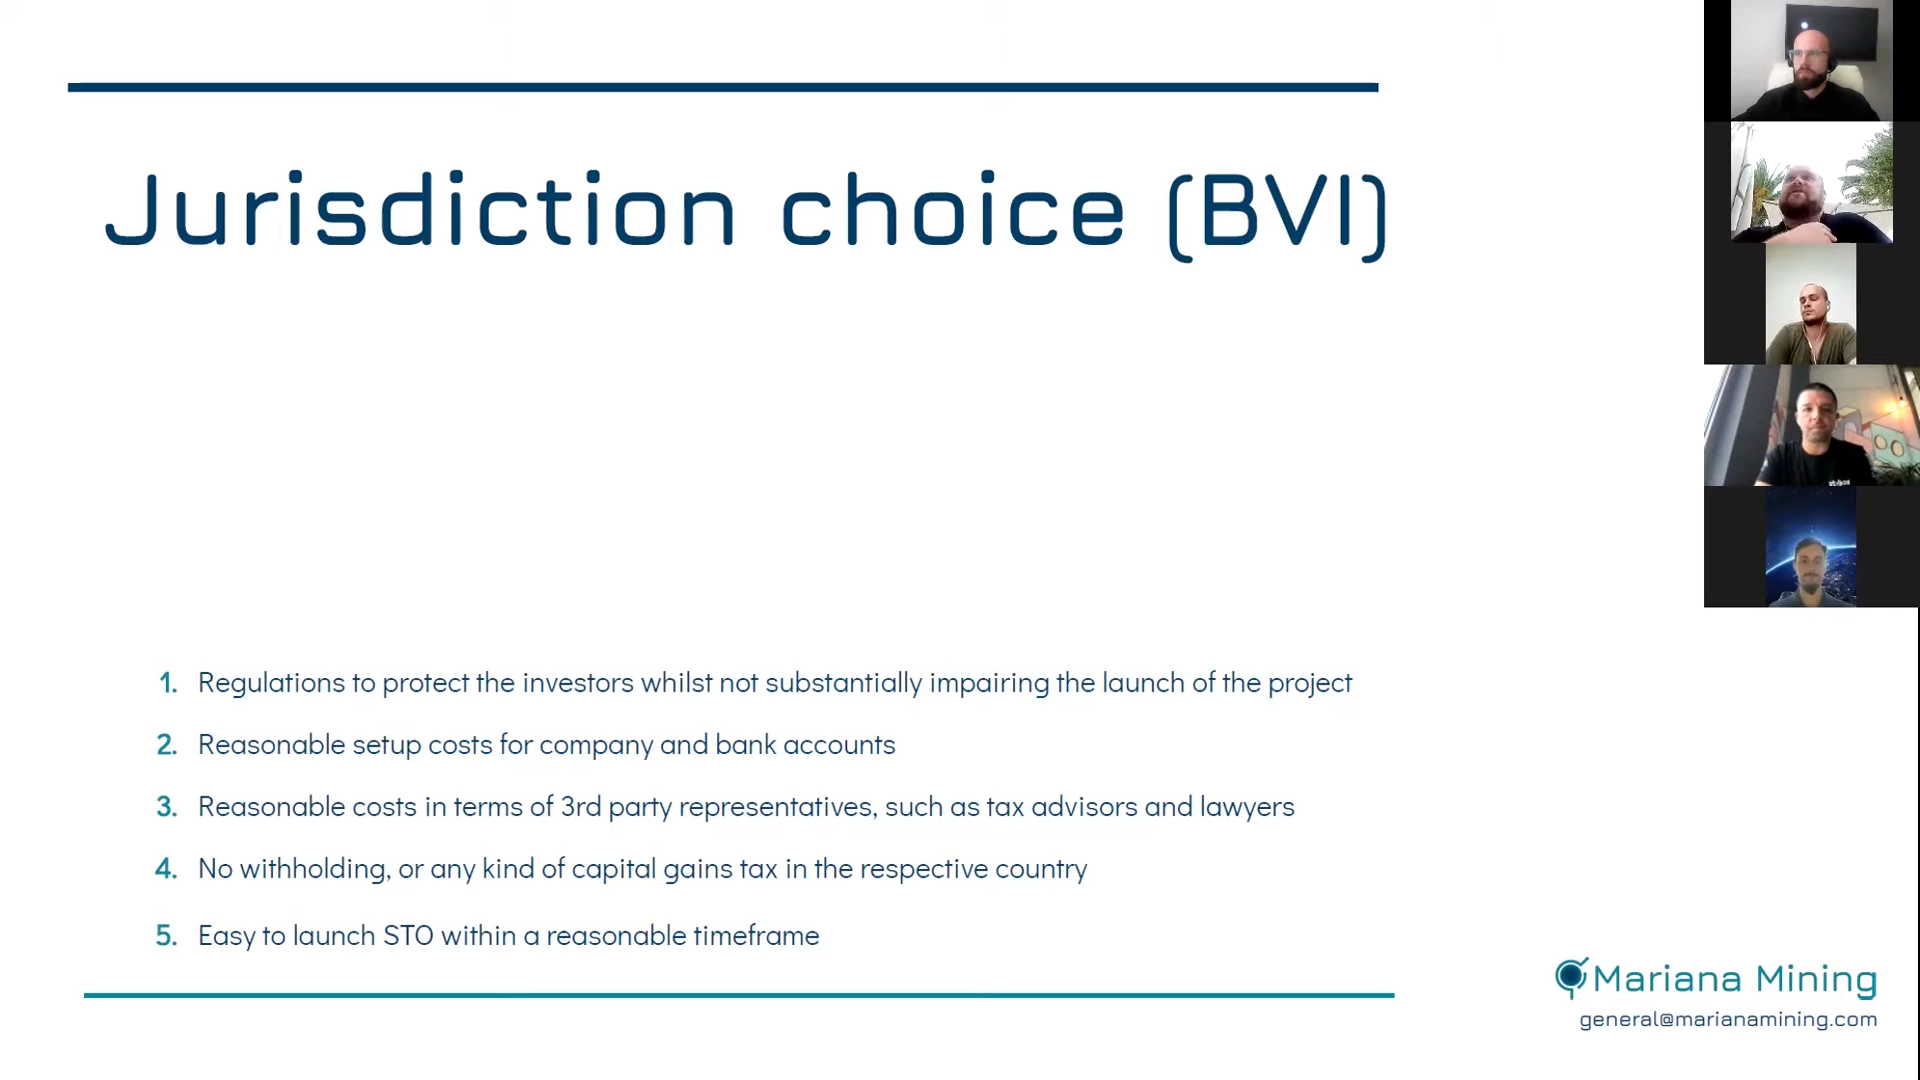 Jurisdiction choice (BVI)
1. Regulations to protect the investors whilst not substantially impairing the launch of the project
2. Reasonable setup costs for company and bank accounts
3. Reasonable costs in terms of 3rd party representatives, such as tax advisors and lawyers
4. No withholding, or any kind of capital gains tax in the respective country
5. Easy to launch STO within a reasonable timeframe
Mariana Mining
general@marianamining.com